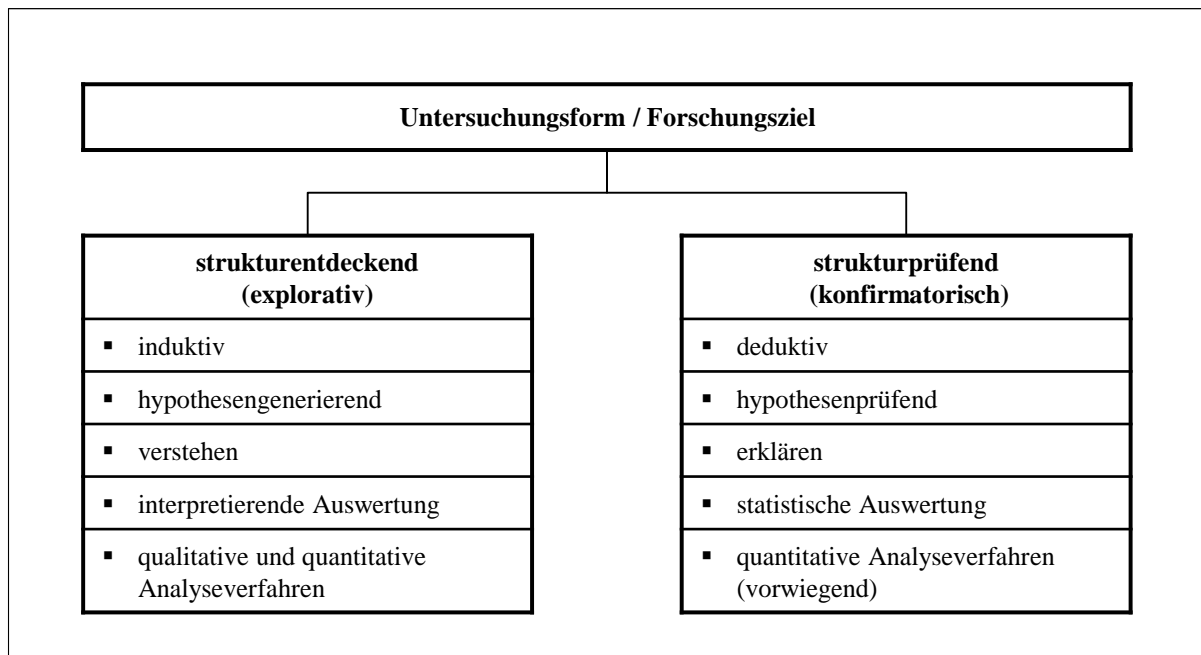 Untersuchungsform / Forschungsziel
strukturentdeckend
(explorativ)
▪ induktiv
▪ hypothesengenerierend
▪ verstehen
▪ interpretierende Auswertung
▪ qualitative und quantitative
Analyseverfahren
strukturprüfend
(konfirmatorisch)
▪ deduktiv
▪ hypothesenprüfend
▪ erklären
▪ statistische Auswertung
▪ quantitative Analyseverfahren
(vorwiegend)